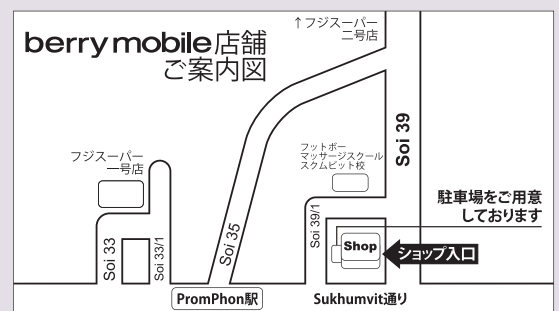 berry mobile店舗
ご案内図
↑フジスーパー
二号店
フジスーパー
一号店
フットボー
マッサージスクール
スクムビット校
Soi 39
駐車場をご用意
しております
Soi 33
Soi 33/1
Soi 35
Soi 39/1
Shop
ショップ入口
PromPhon駅
Sukhumvit通り